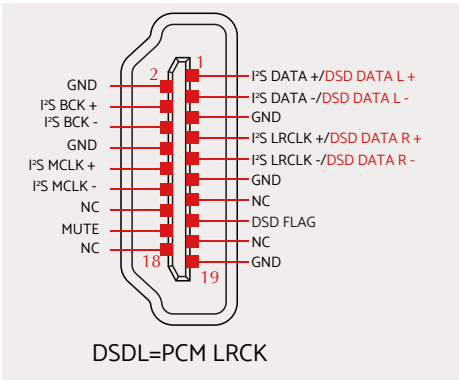 1
2
I²S DATA +/DSD DATA L +
GND
I²S DATA -/DSD DATA L -
I²S BCK +
GND
I²S BCK -
I²S LRCLK +/DSD DATA R +
GND
I²S LRCLK -/DSD DATA R -
I²S MCLK +
GND
I²S MCLK -
NC
NC
DSD FLAG
MUTE
NC
NC
GND
18
19
DSDL=PCM LRCK